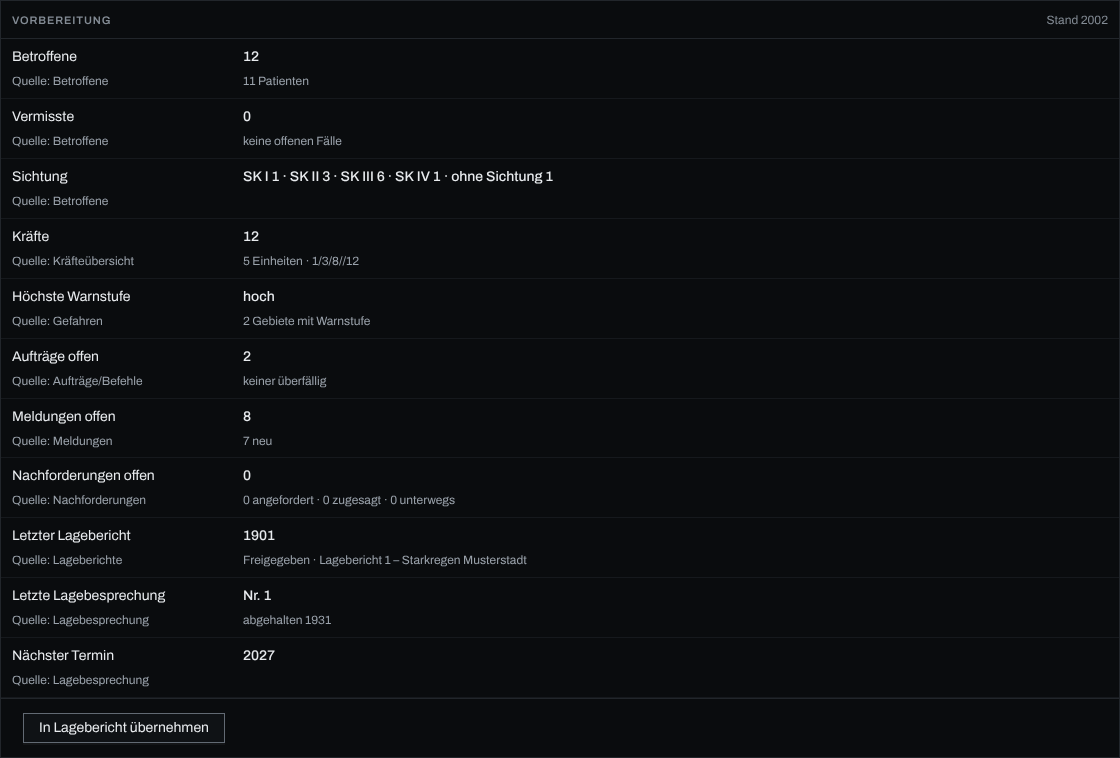 VORBEREITUNG Stand 2002
Betroffene 12
Quelle: Betroffene 11 Patienten
Vermisste 0
Quelle: Betroffene keine offenen Fälle
Sichtung SK I 1 · SK II 3 · SK III 6 · SK IV 1 · ohne Sichtung 1
Quelle: Betroffene
Kräfte 12
Quelle: Kräfteübersicht 5 Einheiten · 1/3/8//12
Höchste Warnstufe hoch
Quelle: Gefahren 2 Gebiete mit Warnstufe
Aufträge offen 2
Quelle: Aufträge/Befehle keiner überfällig
Meldungen offen 8
Quelle: Meldungen 7 neu
Nachforderungen offen 0
Quelle: Nachforderungen 0 angefordert · 0 zugesagt · 0 unterwegs
Letzter Lagebericht 1901
Quelle: Lageberichte Freigegeben · Lagebericht 1 – Starkregen Musterstadt
Letzte Lagebesprechung Nr. 1
Quelle: Lagebesprechung abgehalten 1931
Nächster Termin 2027
Quelle: Lagebesprechung
In Lagebericht übernehmen